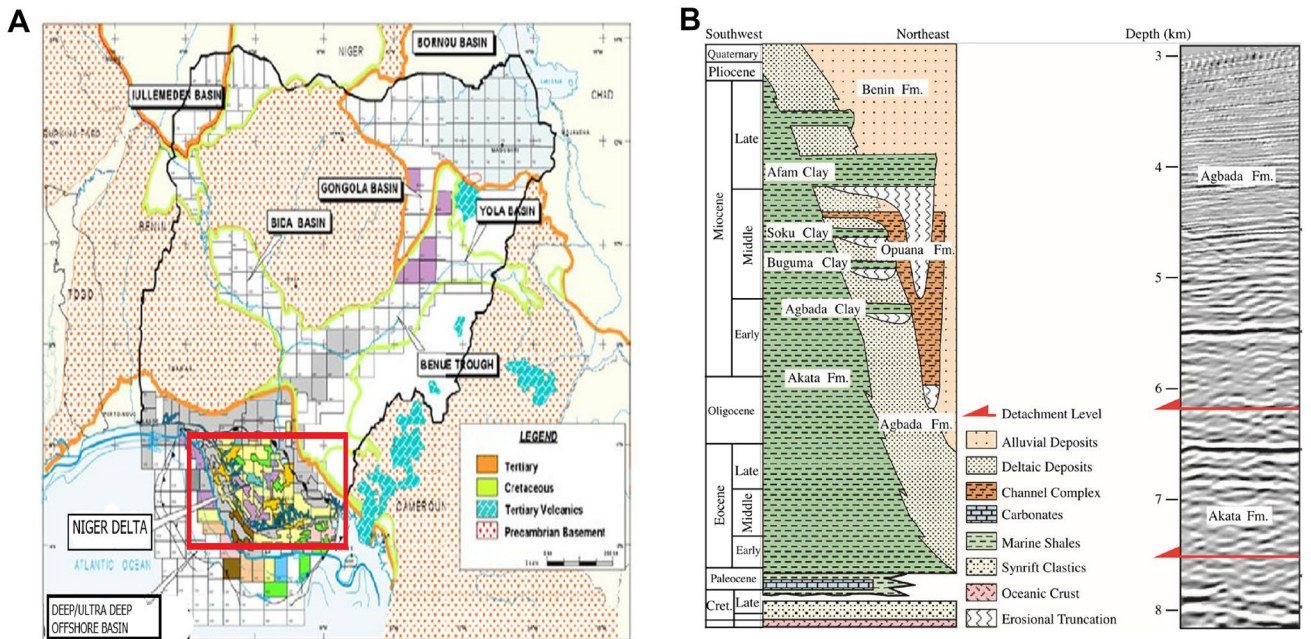 A
NIGER
BORNOU BASIN
IULLEMEDEN BASIN
CHAD
GONGOLA BASIN
YOLA BASIN
BIDA BASIN
BENIN
TOGO
BENUE TROUGH
LEGEND
Tertiary
Cretaceous
Tertiary Volcanics
Precambrian Basement
CAMEROUN
NIGER DELTA
ATLANTIC OCEAN
DEEP/ULTRA DEEP
OFFSHORE BASIN
B
Southwest
Northeast
Depth (km)
Quaternary
Pliocene
Miocene
Late
Middle
Early
Oligocene
Eocene
Late
Middle
Early
Paleocene
Cret.
Late
Benin Fm.
Afam Clay
Soku Clay
Opuana Fm.
Buguma Clay
Agbada Clay
Akata Fm.
Agbada Fm.
Detachment Level
Alluvial Deposits
Deltaic Deposits
Channel Complex
Carbonates
Marine Shales
Synrift Clastics
Oceanic Crust
Erosional Truncation
3
4
Agbada Fm.
5
6
7
Akata Fm.
8